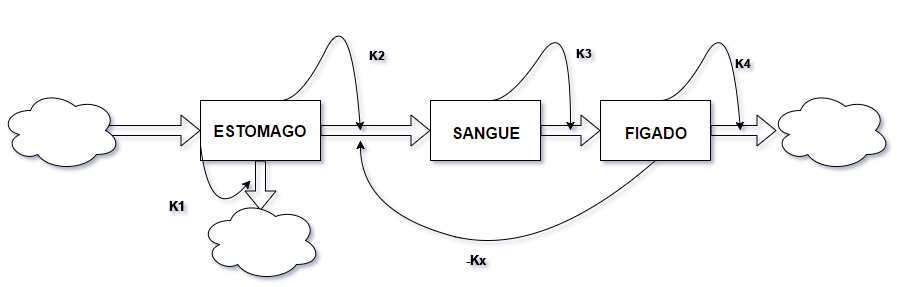 K2
K3
K4
ESTOMAGO
SANGUE
FIGADO
K1
-Kx